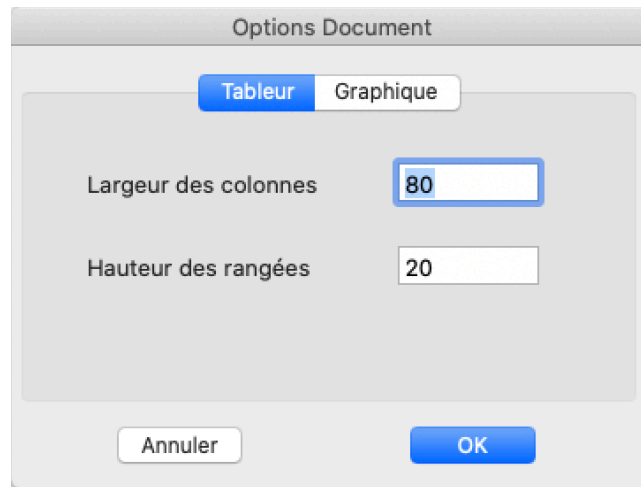 Options Document
Tableur Graphique
Largeur des colonnes 80
Hauteur des rangées 20
Annuler OK